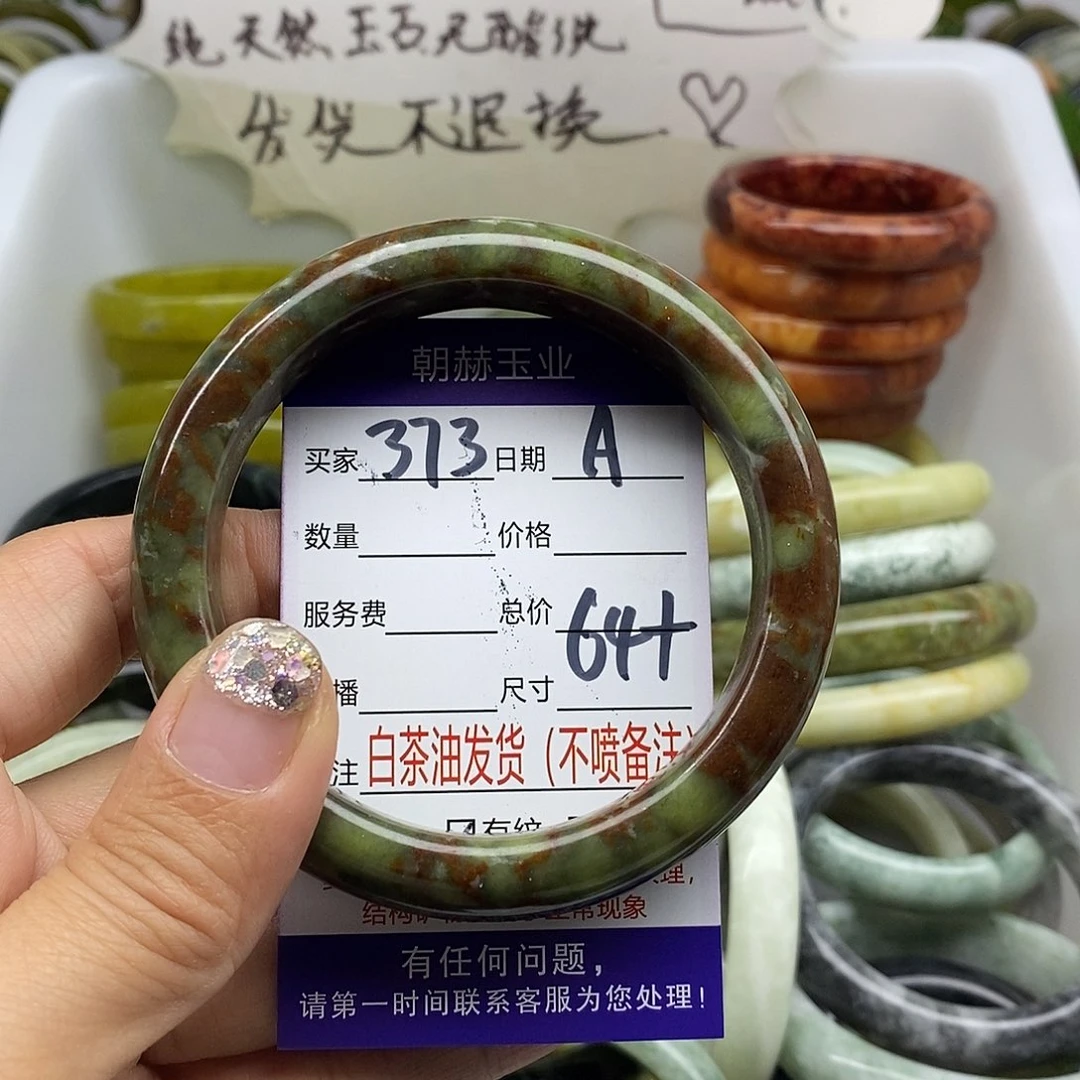 纯天然玉石无酸洗
发货不退换
朝赫玉业
买家 373 日期 A
数量 价格
服务费 总价 64+
播 尺寸
注 白茶油发货（不喷备注）
有纹
理，
结构 常现象
有任何问题，
请第一时间联系客服为您处理！